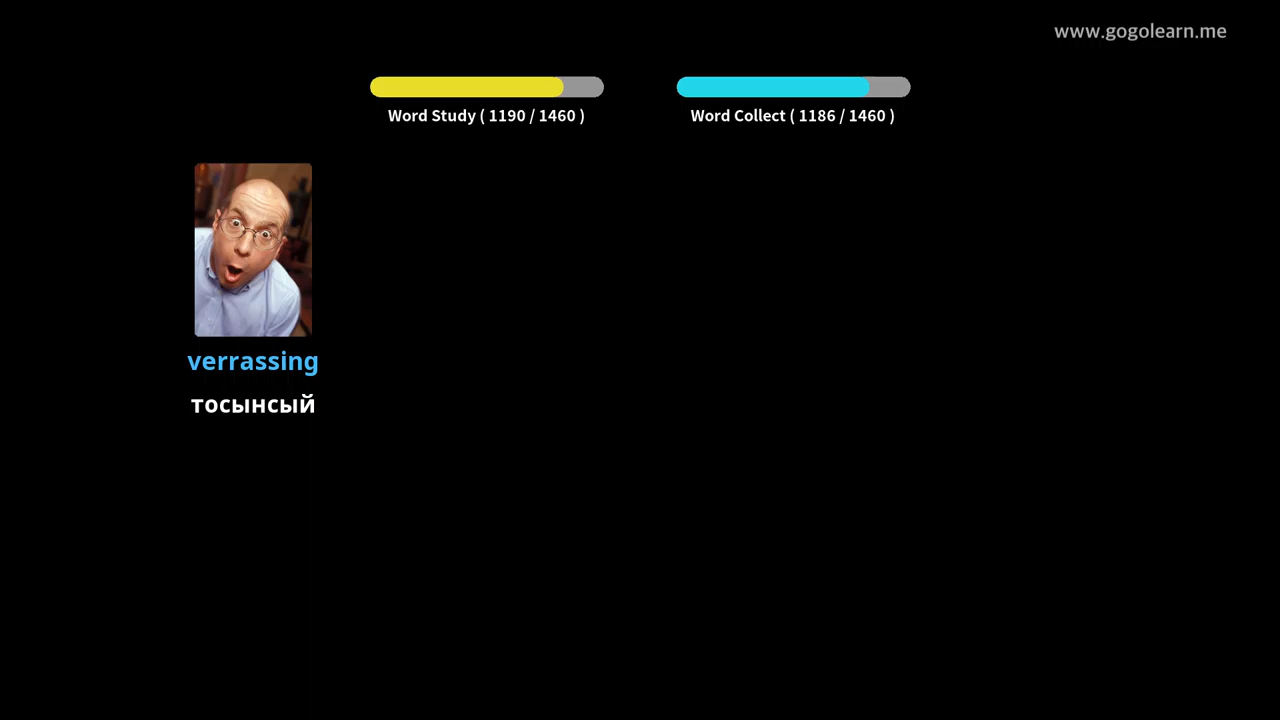 www.gogolearn.me
Word Study ( 1190 / 1460 )
Word Collect ( 1186 / 1460 )
verrassing
тосынсый